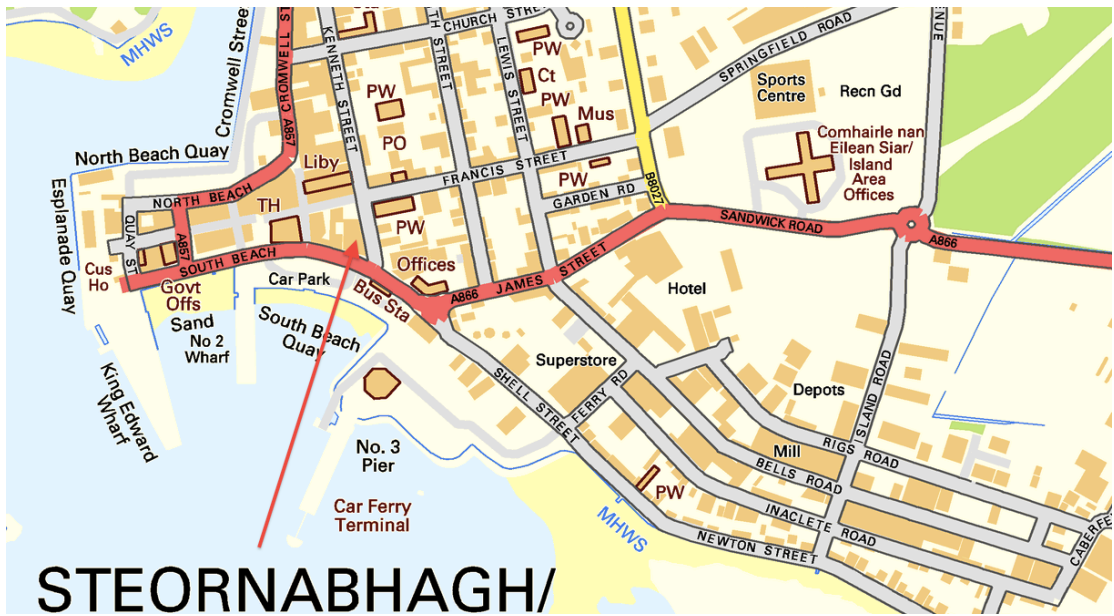 MHWS
Cromwell Street
A857 CROMWELL ST
KENNETH STREET
CHURCH STRE
TH STREET
LEWIS STREET
PW
Ct
PW
Mus
PW
PW
PO
SPRINGFIELD ROAD
Sports
Centre
Recn Gd
ENUE
Comhairle nan
Eilean Siar/
Island
Area
Offices
North Beach Quay
Liby
FRANCIS STREET
GARDEN RD
B8027
Esplanade Quay
NORTH BEACH
TH
PW
SANDWICK ROAD
A866
QUAY ST
A857
SOUTH BEACH
Cus
Ho
Govt
Offs
Car Park
Bus Sta
Offices
A866
JAMES STREET
Hotel
Sand
No 2
Wharf
South Beach
Quay
King Edward
Wharf
Superstore
SHELL STREET
FERRY RD
Depots
ISLAND ROAD
No. 3
Pier
Car Ferry
Terminal
Mill
RIGS ROAD
BELLS ROAD
PW
INACLETE ROAD
MHWS
NEWTON STREET
CABERFE
STEORNABHAGH/